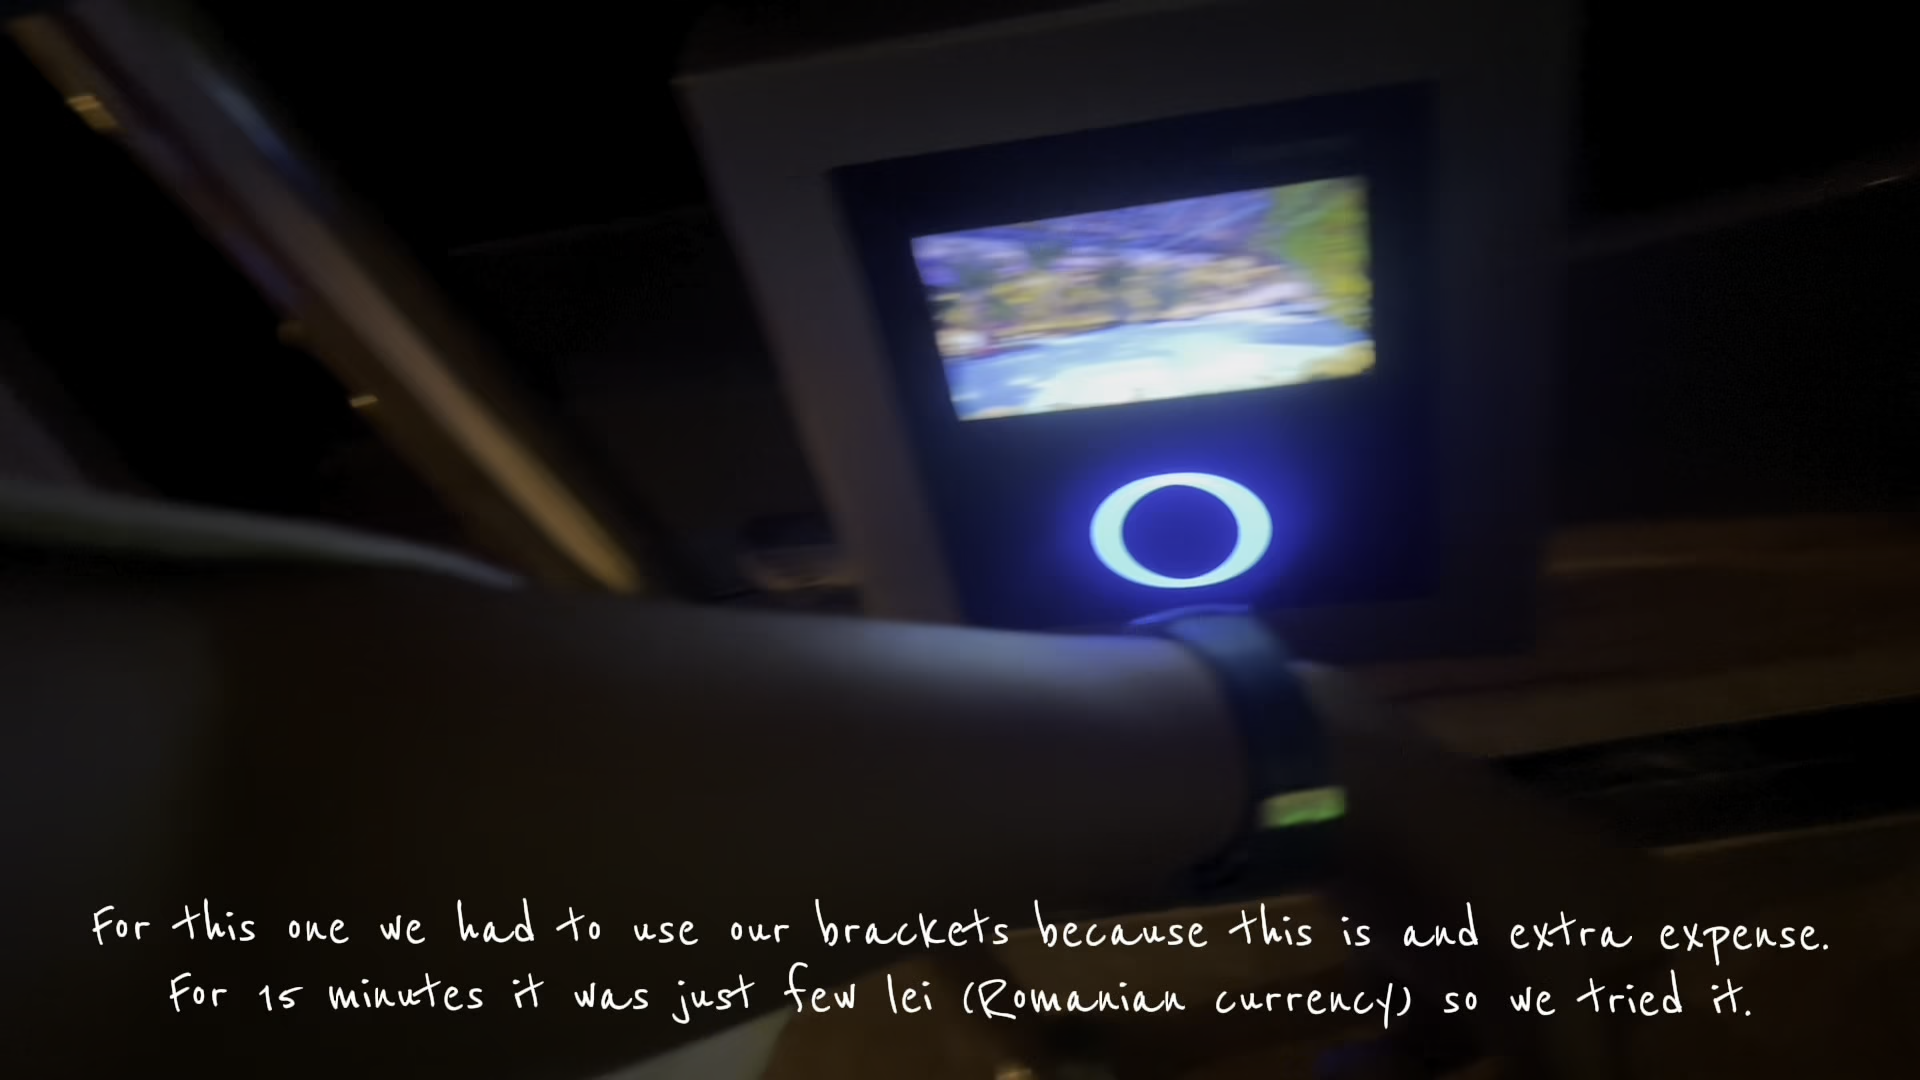 For this one we had to use our brackets because this is and extra expense.
For 15 minutes it was just few lei (Romanian currency) so we tried it.